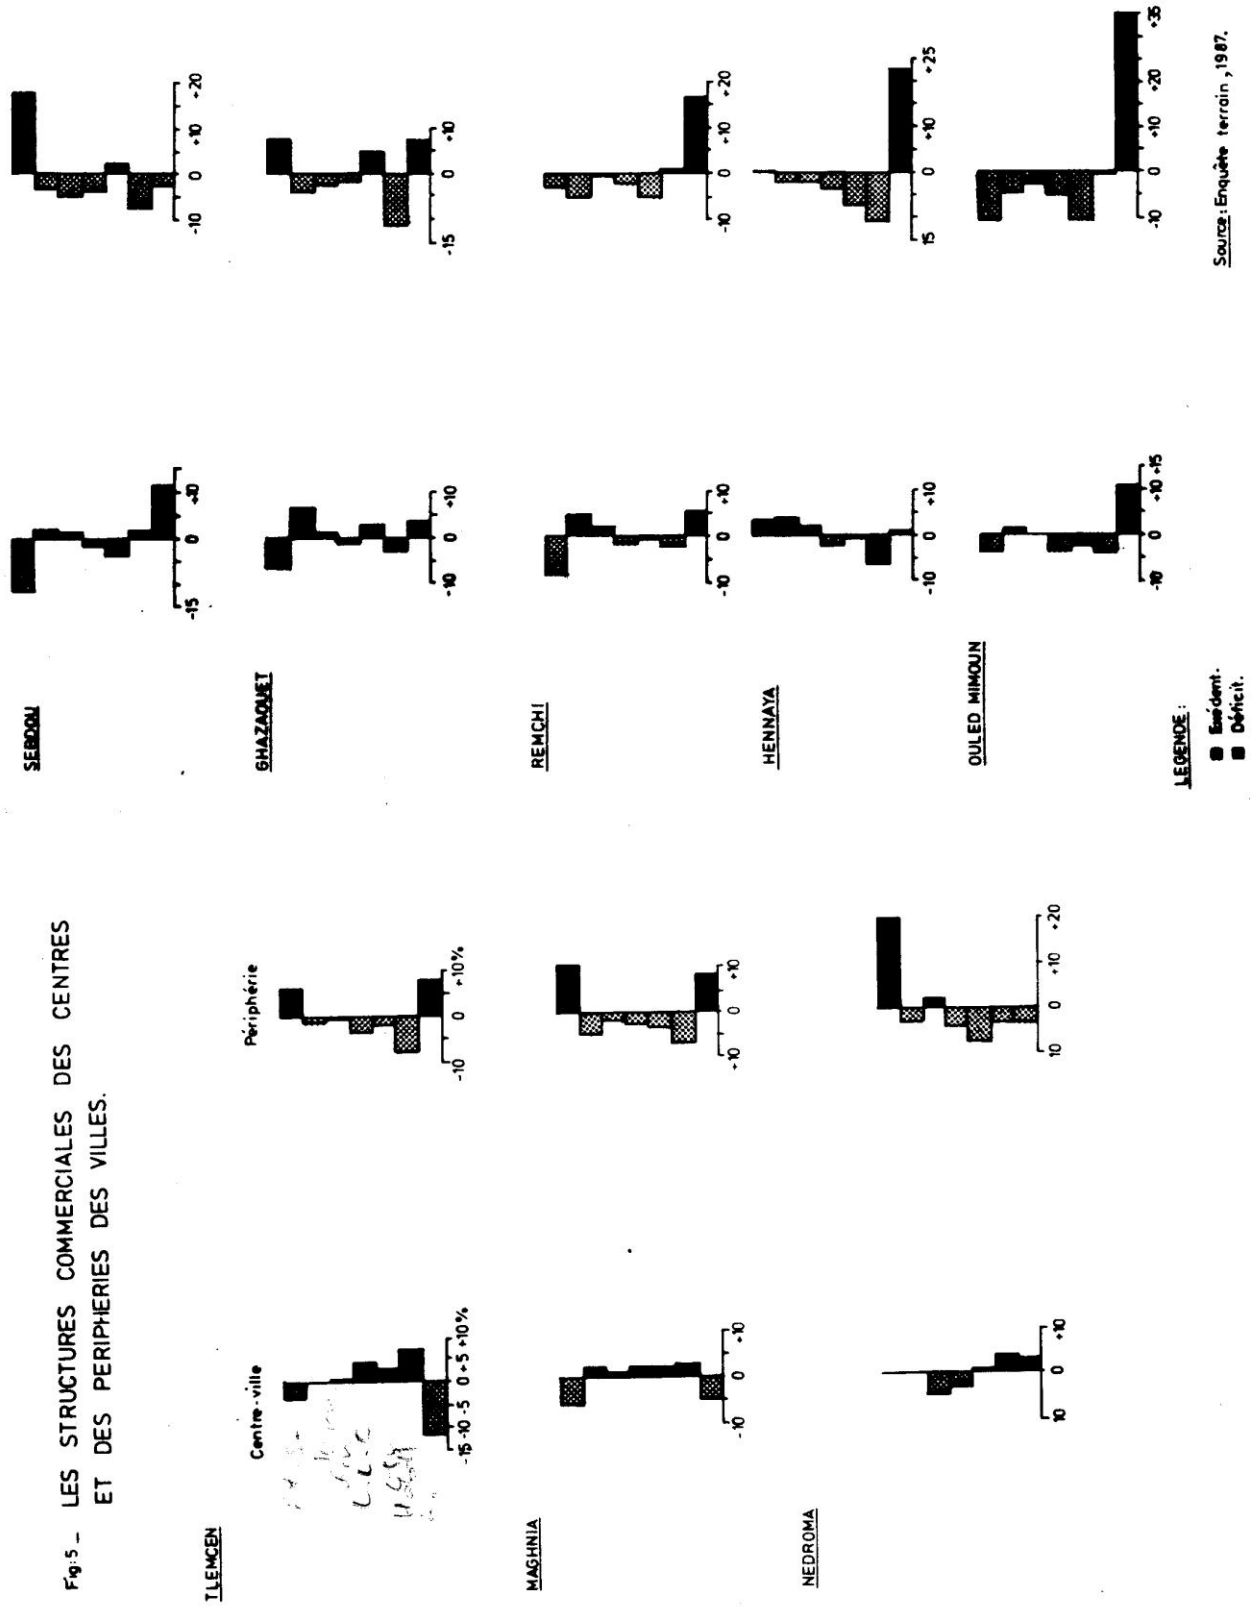 Fig:5_ LES STRUCTURES COMMERCIALES DES CENTRES
ET DES PERIPHERIES DES VILLES.
TLEMCEN
Centre-ville
-15 -10 -5 0 +5 +10%
Périphérie
-10 0 +10%
MAGHNIA
-10 0 +10
+10 0 +10
NEDROMA
10 0 +10
10 0 +10 +20
SEBDOU
-15 0 +10
-10 0 +10 +20
GHAZAOUET
-10 0 +10
-15 0 +10
REMCHI
-10 0 +10
-10 0 +10 +20
HENNAYA
-10 0 +10
15 0 +10 +25
OULED MIMOUN
-10 0 +10 +15
-10 0 +10 +20 +35
LEGENDE :
Exédent.
Déficit.
Source: Enquête terrain, 1987.